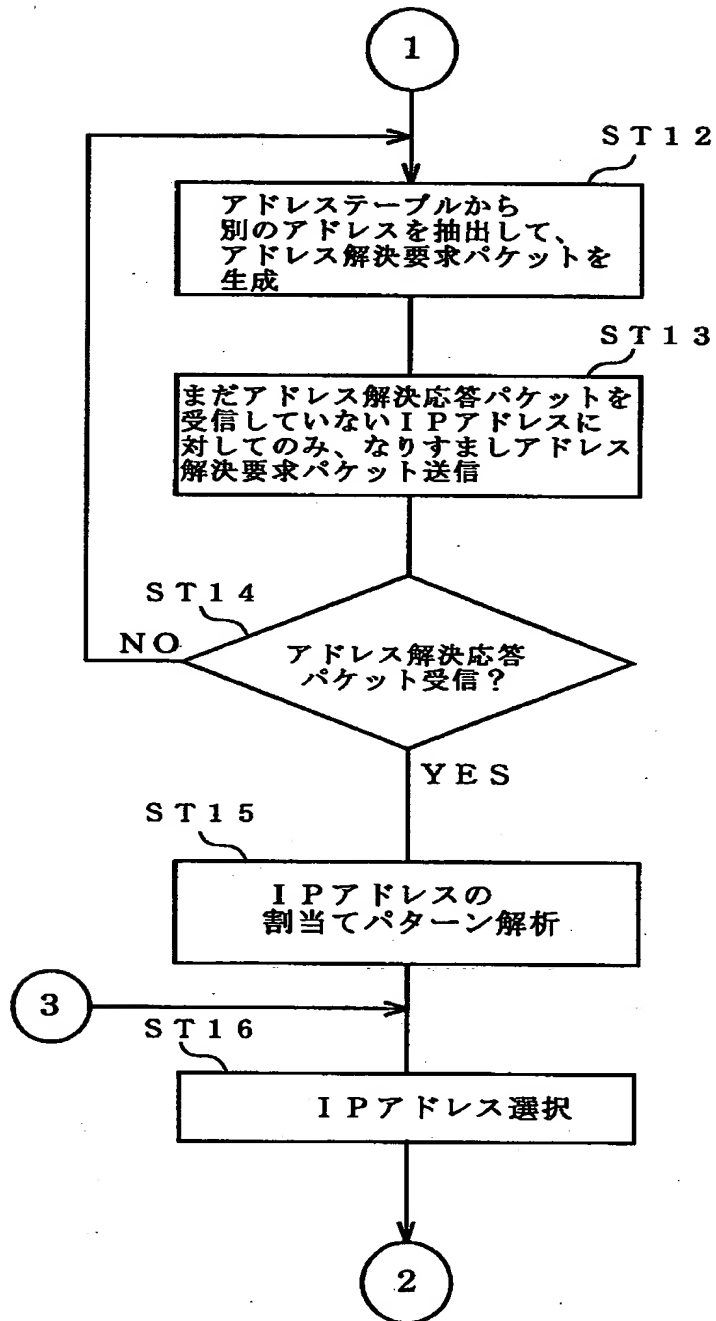 1
ST12
アドレステーブルから
別のアドレスを抽出して、
アドレス解決要求パケットを
生成
ST13
まだアドレス解決応答パケットを
受信していないIPアドレスに
対してのみ、なりすましアドレス
解決要求パケット送信
ST14
NO
アドレス解決応答
パケット受信?
YES
ST15
IPアドレスの
割当てパターン解析
3
ST16
IPアドレス選択
2